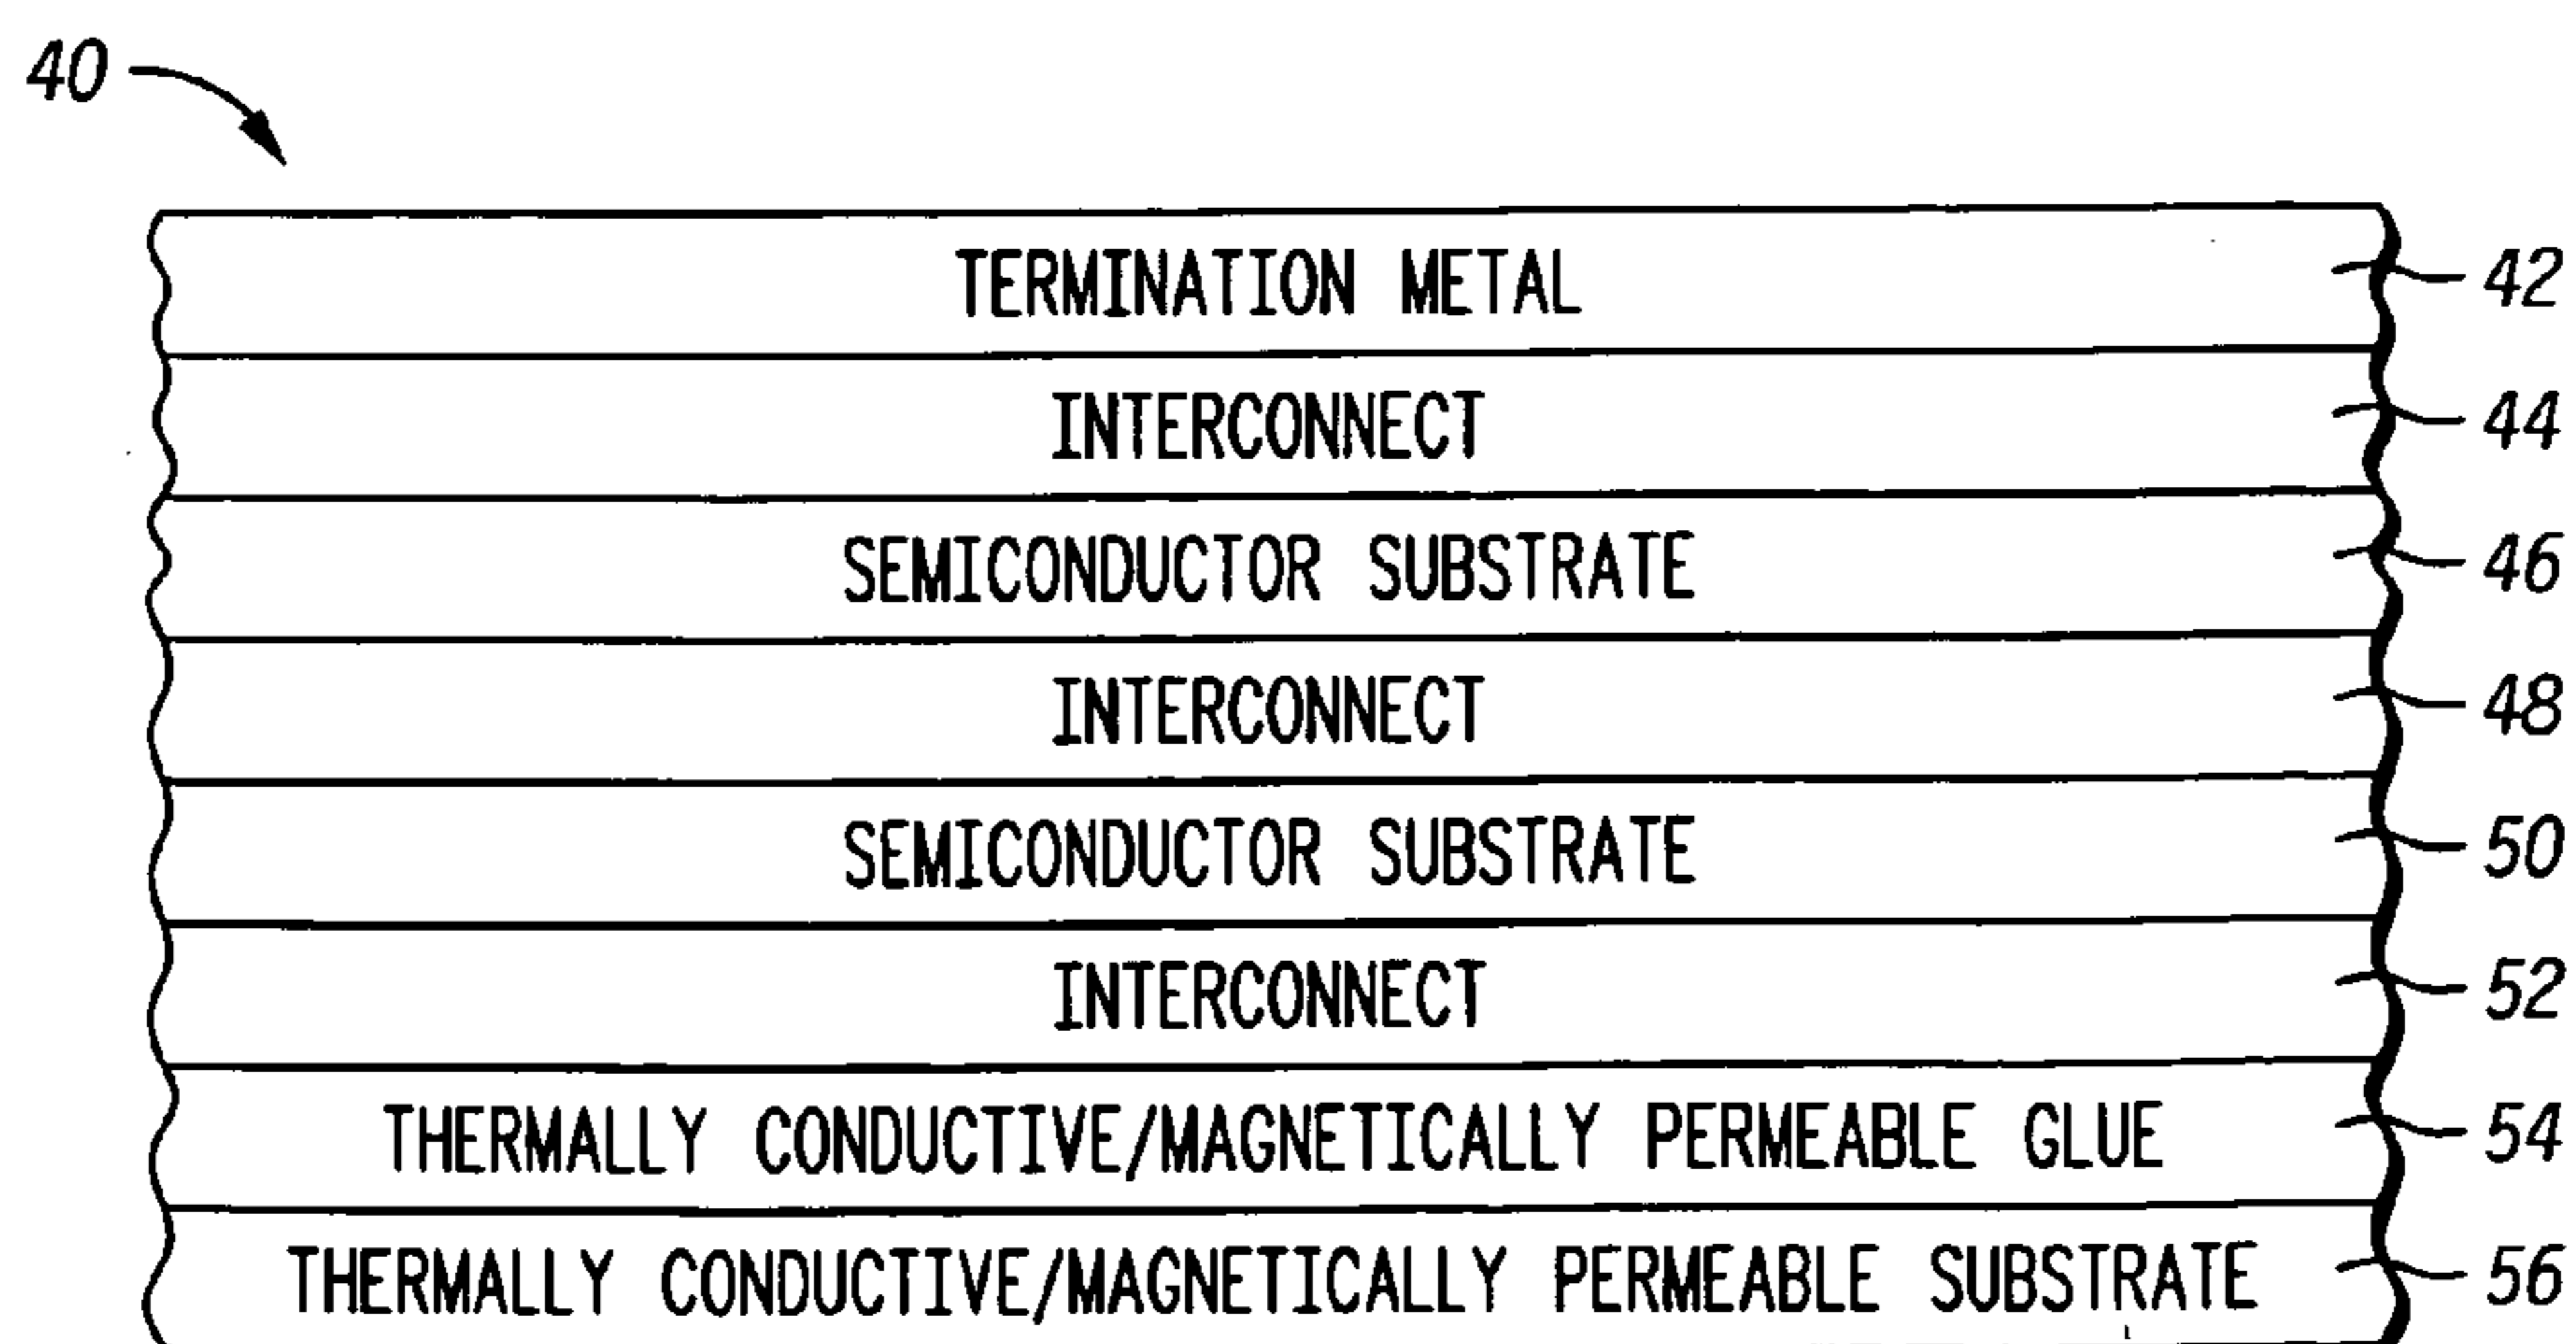 40
TERMINATION METAL 42
INTERCONNECT 44
SEMICONDUCTOR SUBSTRATE 46
INTERCONNECT 48
SEMICONDUCTOR SUBSTRATE 50
INTERCONNECT 52
THERMALLY CONDUCTIVE/MAGNETICALLY PERMEABLE GLUE 54
THERMALLY CONDUCTIVE/MAGNETICALLY PERMEABLE SUBSTRATE 56